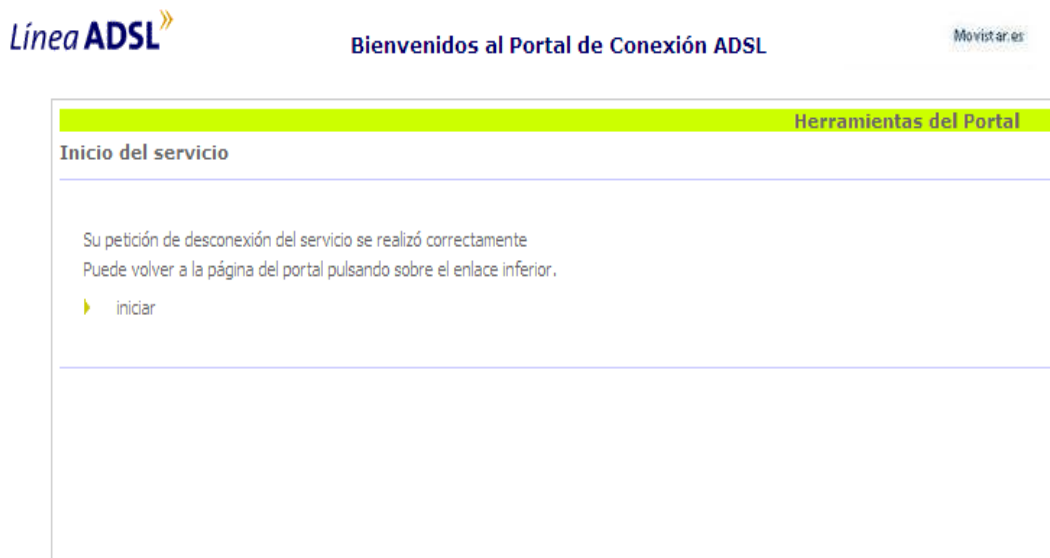 Línea ADSL»
Bienvenidos al Portal de Conexión ADSL
Movistar.es
Herramientas del Portal
Inicio del servicio
Su petición de desconexión del servicio se realizó correctamente
Puede volver a la página del portal pulsando sobre el enlace inferior.
iniciar